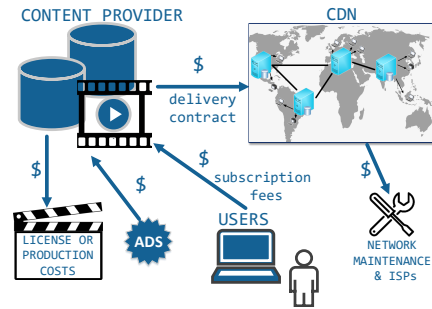 CONTENT PROVIDER
CDN
$
delivery
contract
$
$
$
subscription
fees
$
LICENSE OR
PRODUCTION
COSTS
ADS
USERS
NETWORK
MAINTENANCE
& ISPs